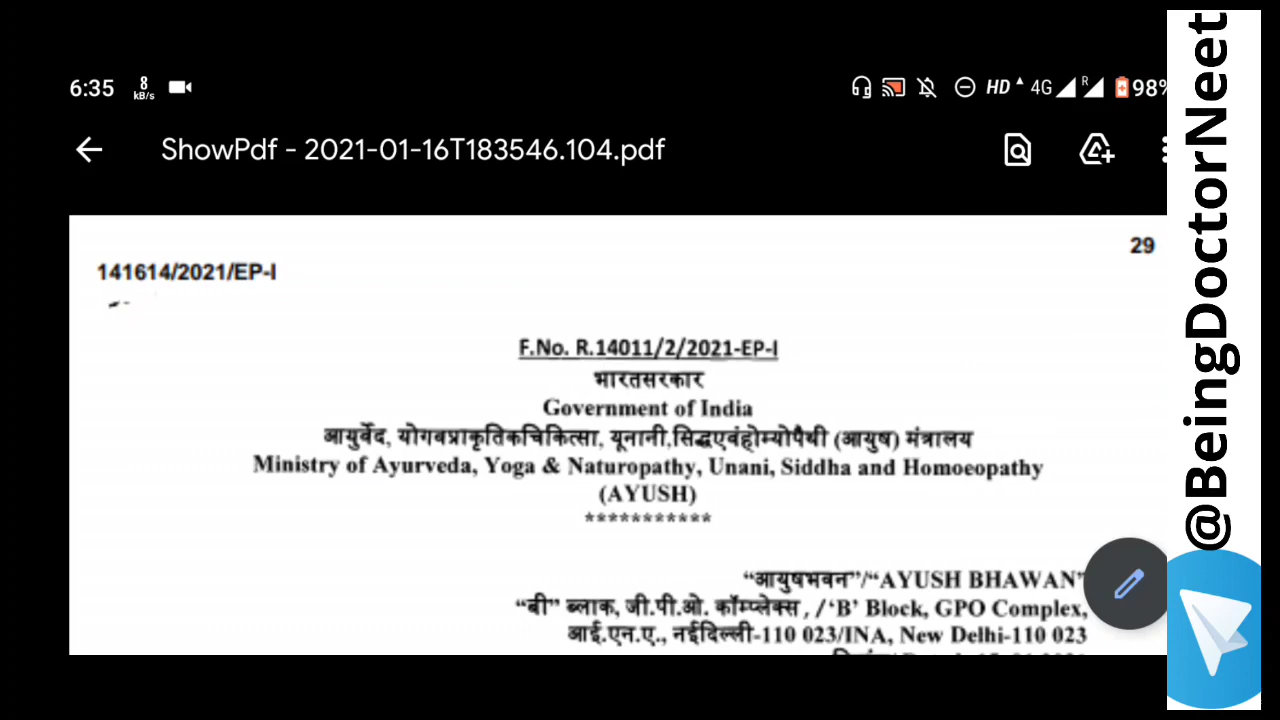 6:35 8 kB/s HD 4G R 98%
ShowPdf - 2021-01-16T183546.104.pdf
29
141614/2021/EP-I
F.No. R.14011/2/2021-EP-I
भारतसरकार
Government of India
आयुर्वेद, योगवप्राकृतिकचिकित्सा, यूनानी,सिद्धएवंहोम्योपैथी (आयुष) मंत्रालय
Ministry of Ayurveda, Yoga & Naturopathy, Unani, Siddha and Homoeopathy
(AYUSH)
***********
“आयुषभवन”/“AYUSH BHAWAN”
“बी” ब्लाक, जी.पी.ओ. कॉम्प्लेक्स , /‘B’ Block, GPO Complex,
आई.एन.ए., नईदिल्ली-110 023/INA, New Delhi-110 023
@BeingDoctorNeet